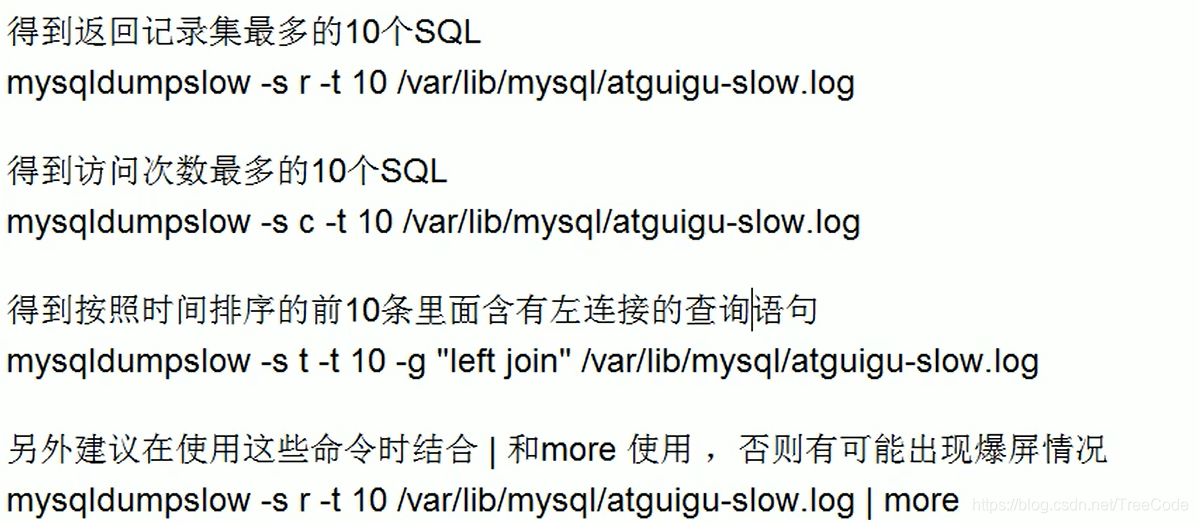 得到返回记录集最多的10个SQL
mysqldumpslow -s r -t 10 /var/lib/mysql/atguigu-slow.log
得到访问次数最多的10个SQL
mysqldumpslow -s c -t 10 /var/lib/mysql/atguigu-slow.log
得到按照时间排序的前10条里面含有左连接的查询语句
mysqldumpslow -s t -t 10 -g "left join" /var/lib/mysql/atguigu-slow.log
另外建议在使用这些命令时结合 | 和more 使用 ，否则有可能出现爆屏情况
mysqldumpslow -s r -t 10 /var/lib/mysql/atguigu-slow.log | more
https://blog.csdn.net/TreeCode